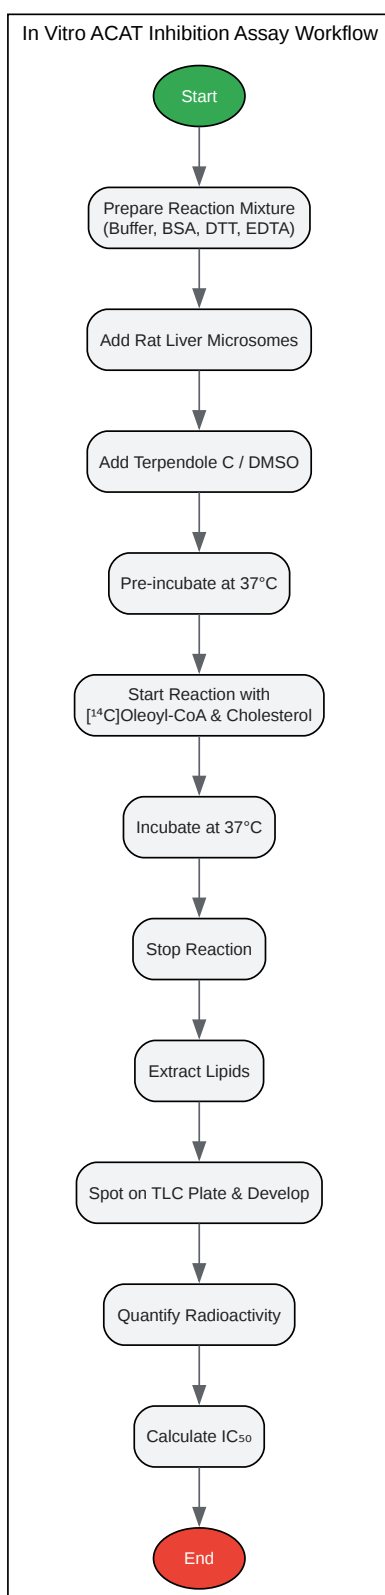 In Vitro ACAT Inhibition Assay Workflow
Start
Prepare Reaction Mixture
(Buffer, BSA, DTT, EDTA)
Add Rat Liver Microsomes
Add Terpendole C / DMSO
Pre-incubate at 37°C
Start Reaction with
[¹⁴C]Oleoyl-CoA & Cholesterol
Incubate at 37°C
Stop Reaction
Extract Lipids
Spot on TLC Plate & Develop
Quantify Radioactivity
Calculate IC₅₀
End